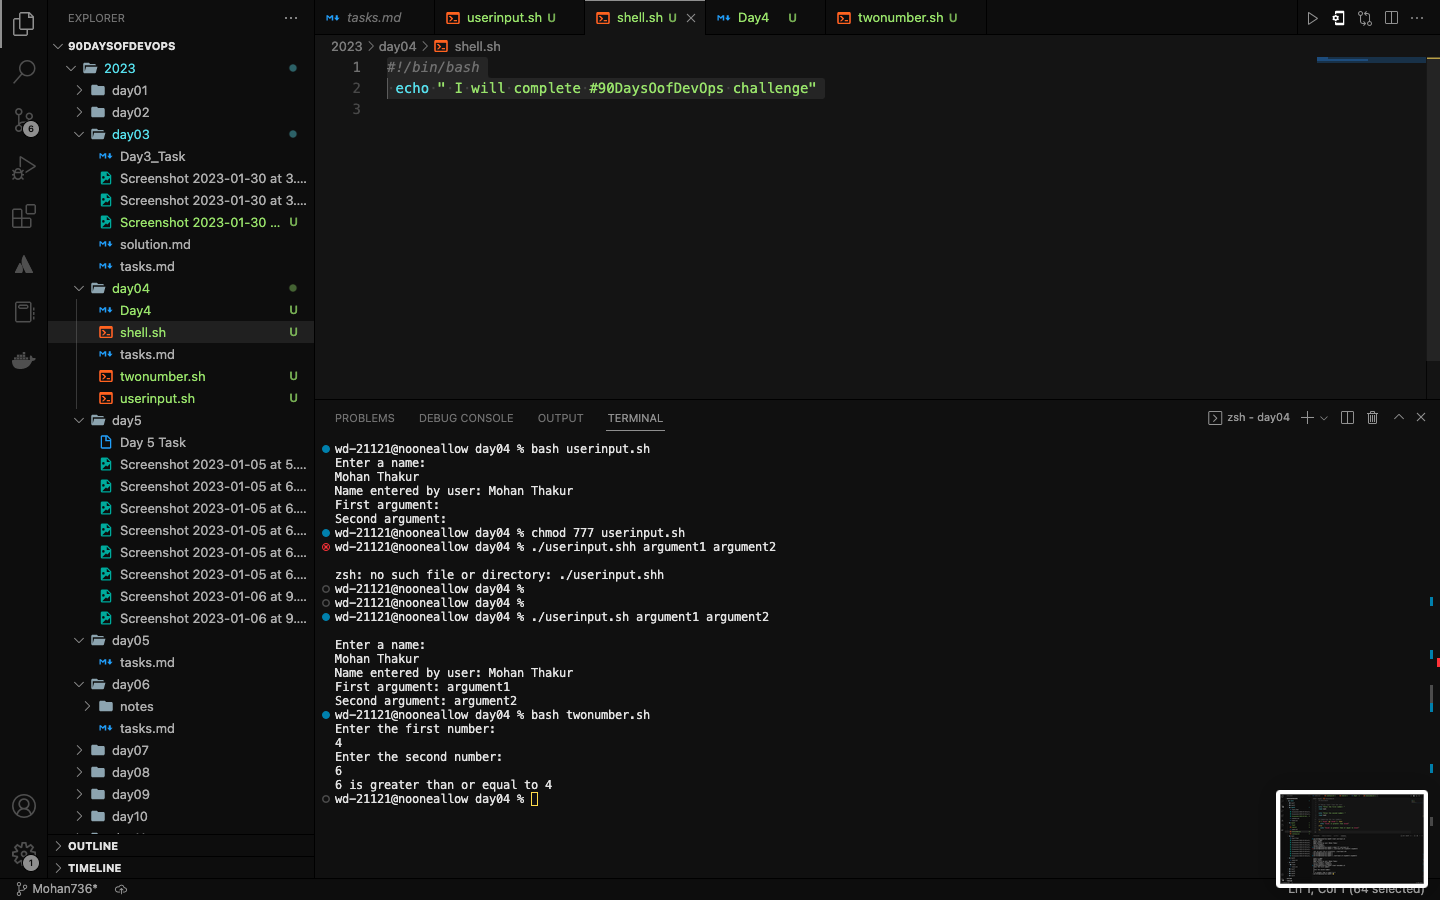 EXPLORER
90DAYSOFDEVOPS
2023
day01
day02
day03
Day3_Task
Screenshot 2023-01-30 at 3....
Screenshot 2023-01-30 at 3....
Screenshot 2023-01-30 ... U
solution.md
tasks.md
day04
Day4 U
shell.sh U
tasks.md
twonumber.sh U
userinput.sh U
day5
Day 5 Task
Screenshot 2023-01-05 at 5....
Screenshot 2023-01-05 at 6....
Screenshot 2023-01-05 at 6....
Screenshot 2023-01-05 at 6....
Screenshot 2023-01-05 at 6....
Screenshot 2023-01-05 at 6....
Screenshot 2023-01-06 at 9....
Screenshot 2023-01-06 at 9....
day05
tasks.md
day06
notes
tasks.md
day07
day08
day09
day10
OUTLINE
TIMELINE
6
1
tasks.md userinput.sh U shell.sh U Day4 U twonumber.sh U
2023 > day04 > shell.sh
1 #!/bin/bash
2 echo " I will complete #90DaysOofDevOps challenge"
3
PROBLEMS DEBUG CONSOLE OUTPUT TERMINAL zsh - day04
wd-21121@nooneallow day04 % bash userinput.sh
Enter a name:
Mohan Thakur
Name entered by user: Mohan Thakur
First argument:
Second argument:
wd-21121@nooneallow day04 % chmod 777 userinput.sh
wd-21121@nooneallow day04 % ./userinput.shh argument1 argument2
zsh: no such file or directory: ./userinput.shh
wd-21121@nooneallow day04 %
wd-21121@nooneallow day04 %
wd-21121@nooneallow day04 % ./userinput.sh argument1 argument2
Enter a name:
Mohan Thakur
Name entered by user: Mohan Thakur
First argument: argument1
Second argument: argument2
wd-21121@nooneallow day04 % bash twonumber.sh
Enter the first number:
4
Enter the second number:
6
6 is greater than or equal to 4
wd-21121@nooneallow day04 %
Mohan736* Ln 1, Col 1 (64 selected)